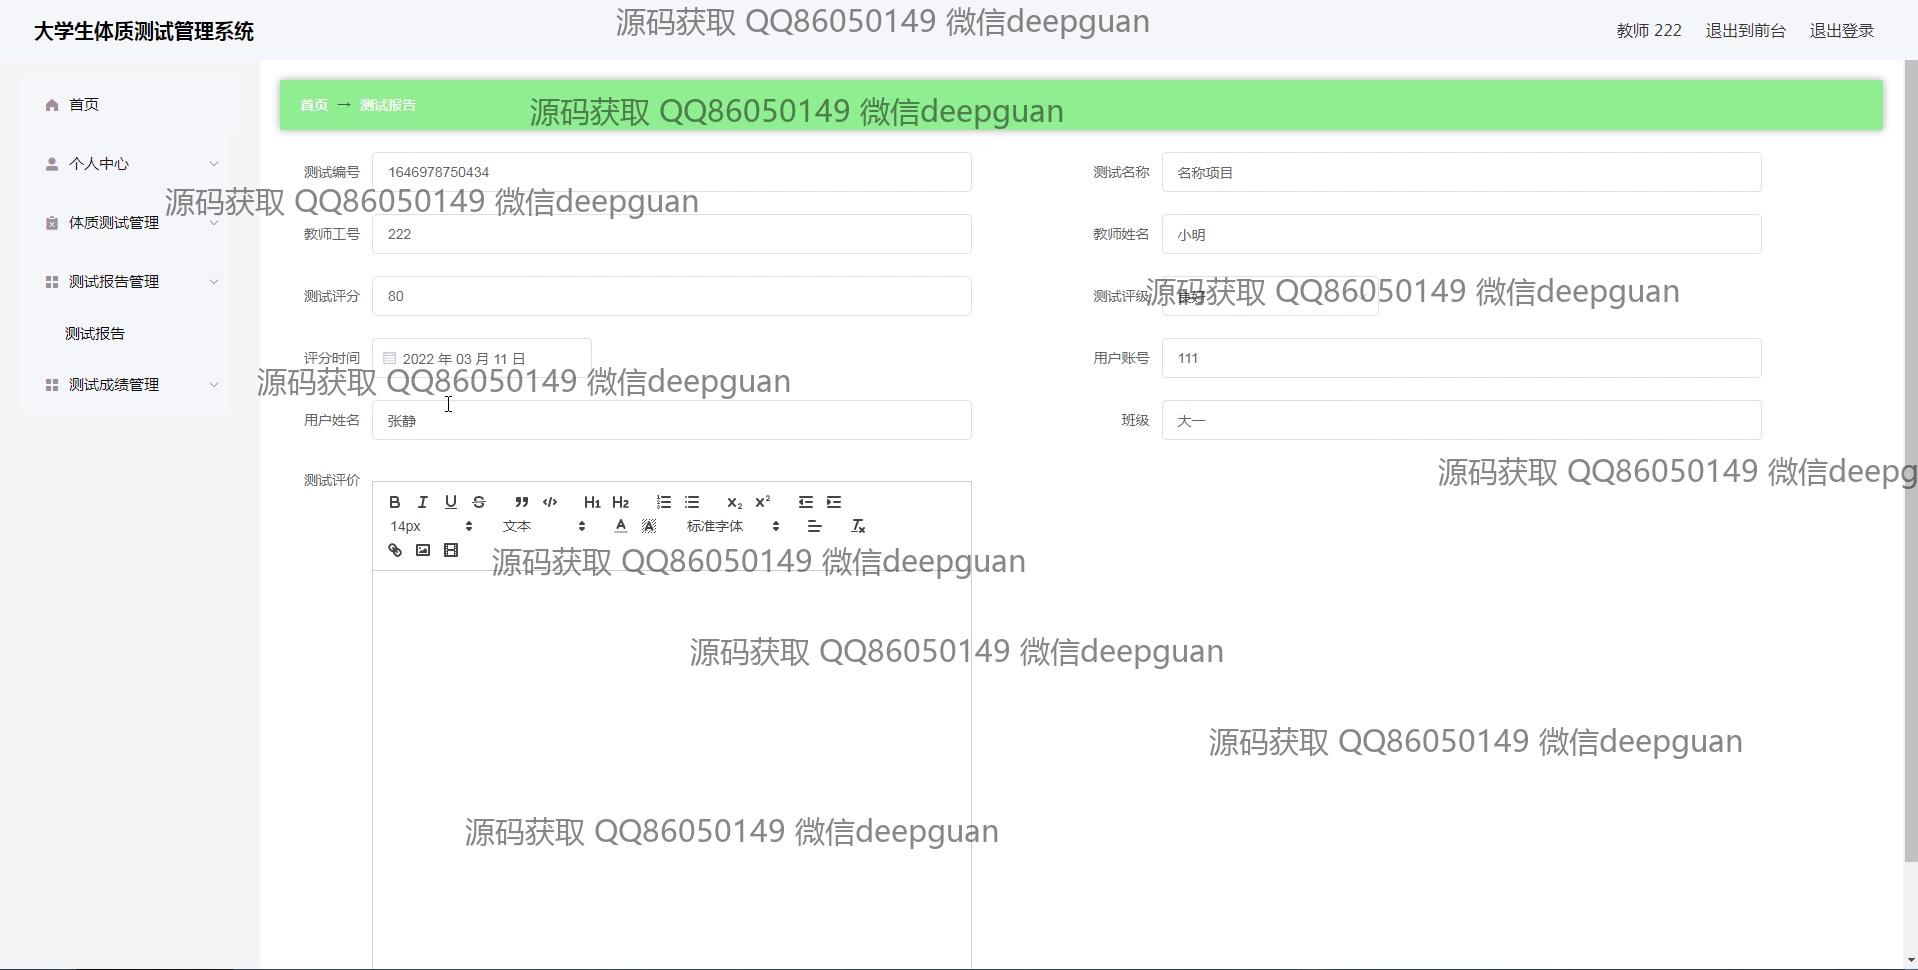 大学生体质测试管理系统
源码获取 QQ86050149 微信deepguan
教师 222 退出到前台 退出登录
首页
个人中心
体质测试管理
测试报告管理
测试报告
测试成绩管理
首页 → 测试报告
源码获取 QQ86050149 微信deepguan
测试编号 1646978750434
测试名称 名称项目
源码获取 QQ86050149 微信deepguan
教师工号 222
教师姓名 小明
测试评分 80
测试评级 良好
源码获取 QQ86050149 微信deepguan
评分时间 2022 年 03 月 11 日
用户账号 111
源码获取 QQ86050149 微信deepguan
用户姓名 张静
班级 大一
源码获取 QQ86050149 微信deepg
测试评价
B I U S H1 H2 X2 X2
14px 文本 A A 标准字体 Tx
源码获取 QQ86050149 微信deepguan
源码获取 QQ86050149 微信deepguan
源码获取 QQ86050149 微信deepguan
源码获取 QQ86050149 微信deepguan